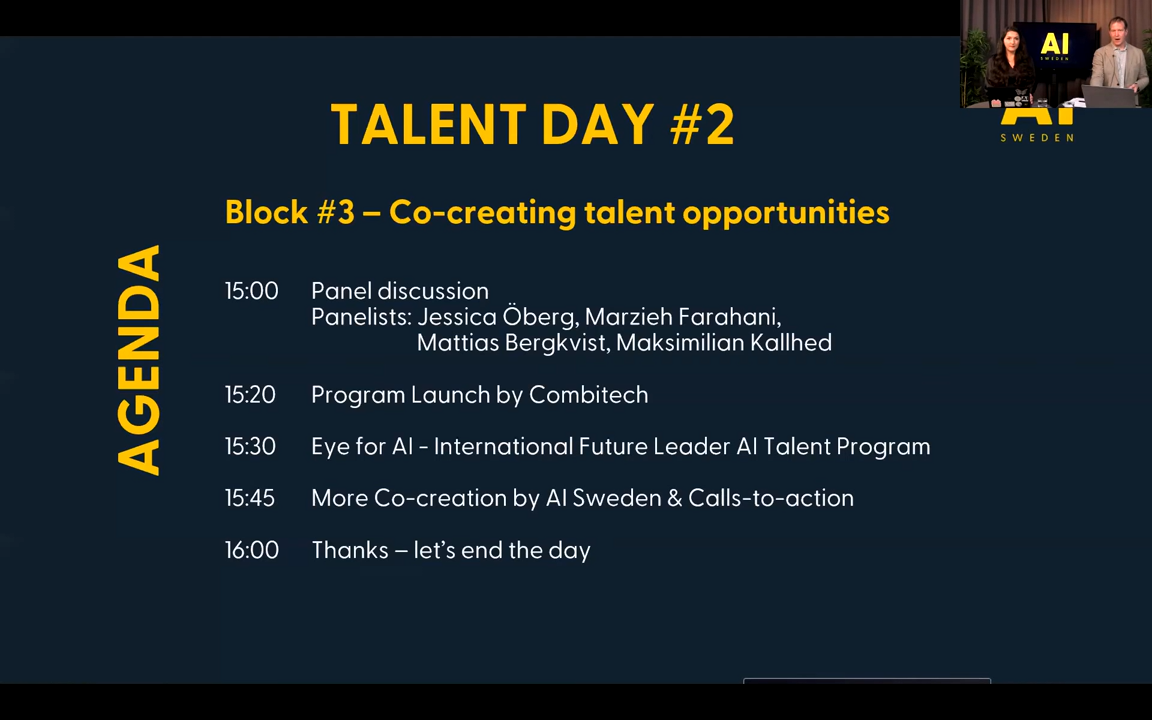 TALENT DAY #2
AI
SWEDEN
AI
SWEDEN
Block #3 – Co-creating talent opportunities
AGENDA
15:00 Panel discussion
Panelists: Jessica Öberg, Marzieh Farahani,
Mattias Bergkvist, Maksimilian Kallhed
15:20 Program Launch by Combitech
15:30 Eye for AI - International Future Leader AI Talent Program
15:45 More Co-creation by AI Sweden & Calls-to-action
16:00 Thanks – let's end the day